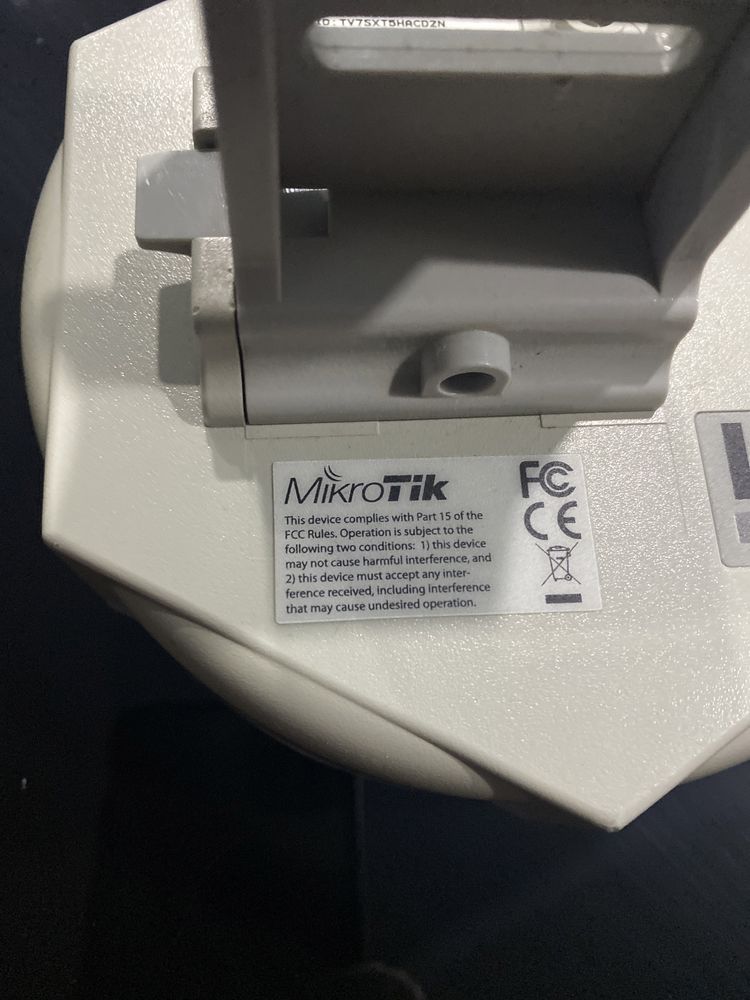 ID: TV7SXT5HACDZN
MikroTik
This device complies with Part 15 of the
FCC Rules. Operation is subject to the
following two conditions: 1) this device
may not cause harmful interference, and
2) this device must accept any inter-
ference received, including interference
that may cause undesired operation.
FC
CE